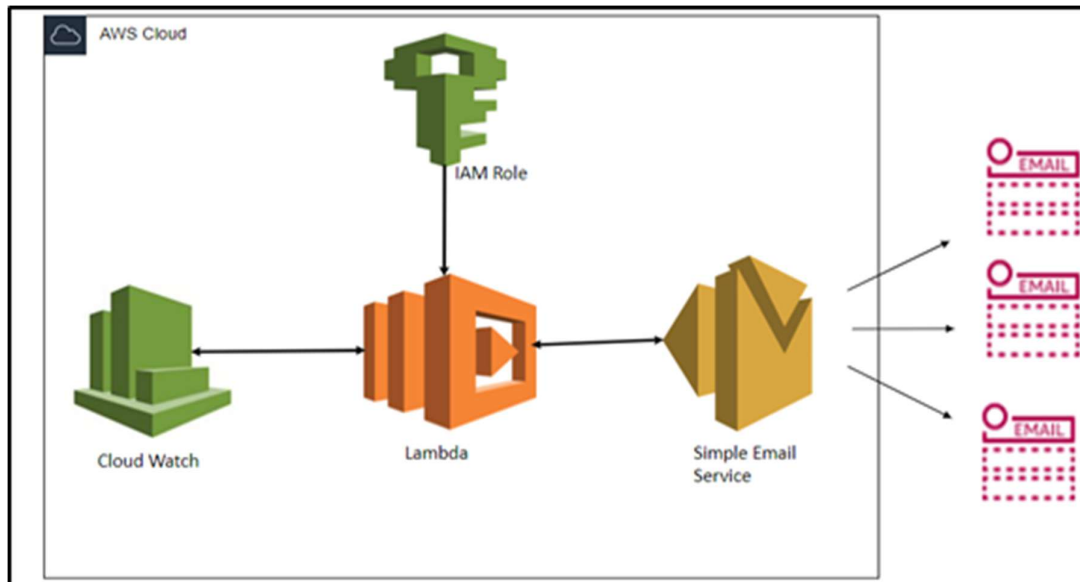 AWS Cloud
IAM Role
EMAIL
EMAIL
EMAIL
Cloud Watch
Lambda
Simple Email
Service